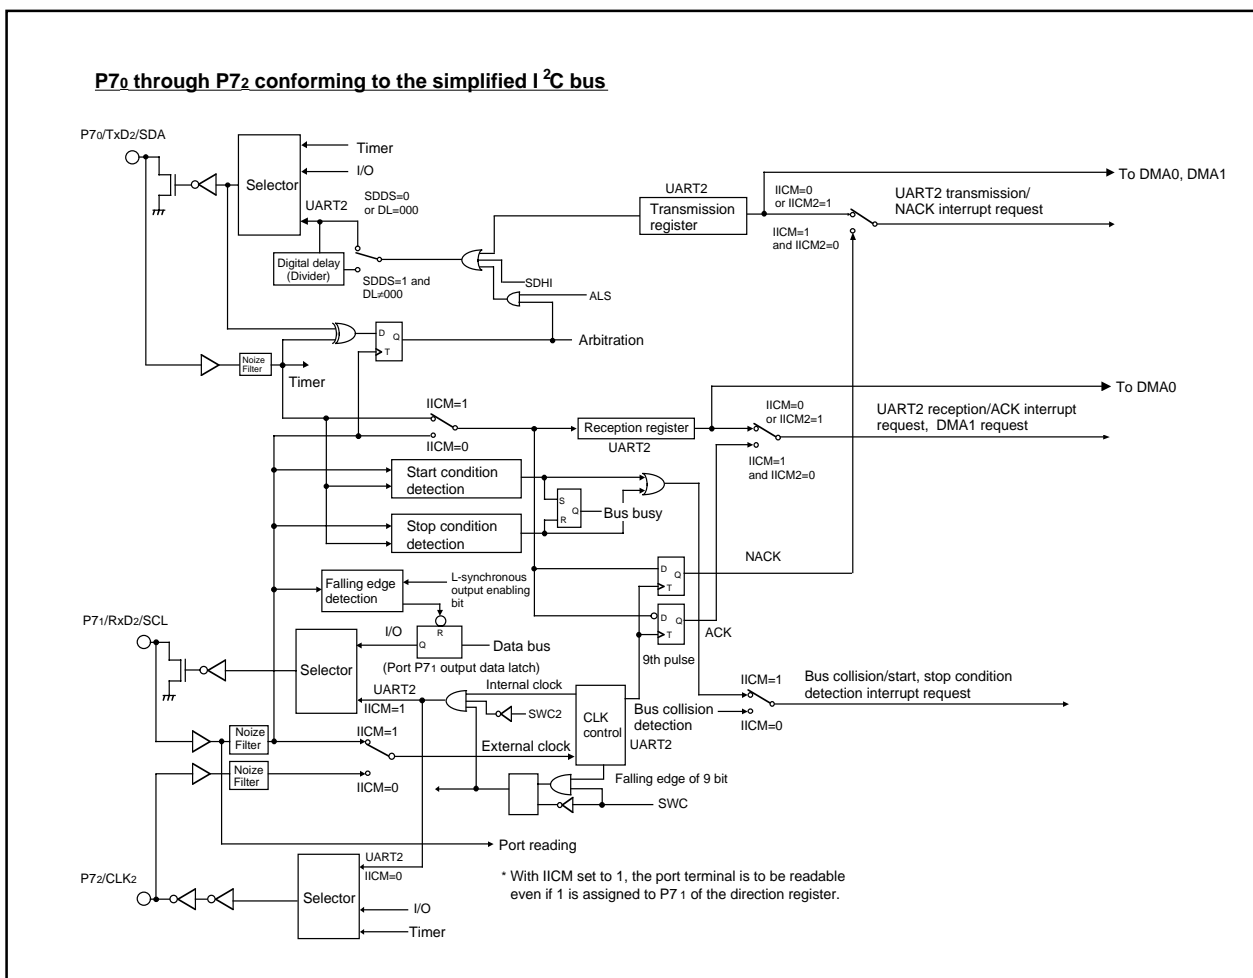 P70 through P72 conforming to the simplified I 2C bus
P70/TxD2/SDA
Selector
Timer
I/O
UART2
SDDS=0
or DL=000
Digital delay
(Divider)
SDDS=1 and
DL≠000
SDHI
ALS
UART2
Transmission
register
IICM=0
or IICM2=1
IICM=1
and IICM2=0
To DMA0, DMA1
UART2 transmission/
NACK interrupt request
D
Q
T
Arbitration
Noize
Filter
Timer
IICM=1
IICM=0
Reception register
UART2
IICM=0
or IICM2=1
IICM=1
and IICM2=0
To DMA0
UART2 reception/ACK interrupt
request, DMA1 request
Start condition
detection
Stop condition
detection
S
Q
R
Bus busy
NACK
D
Q
T
D
Q
T
ACK
9th pulse
Falling edge
detection
L-synchronous
output enabling
bit
P71/RxD2/SCL
Selector
I/O
R
Q
Data bus
(Port P71 output data latch)
UART2
IICM=1
Internal clock
SWC2
CLK
control
UART2
Bus collision
detection
IICM=1
IICM=0
Bus collision/start, stop condition
detection interrupt request
Noize
Filter
Noize
Filter
IICM=1
IICM=0
External clock
Falling edge of 9 bit
SWC
Port reading
P72/CLK2
Selector
UART2
IICM=0
I/O
Timer
* With IICM set to 1, the port terminal is to be readable
even if 1 is assigned to P71 of the direction register.